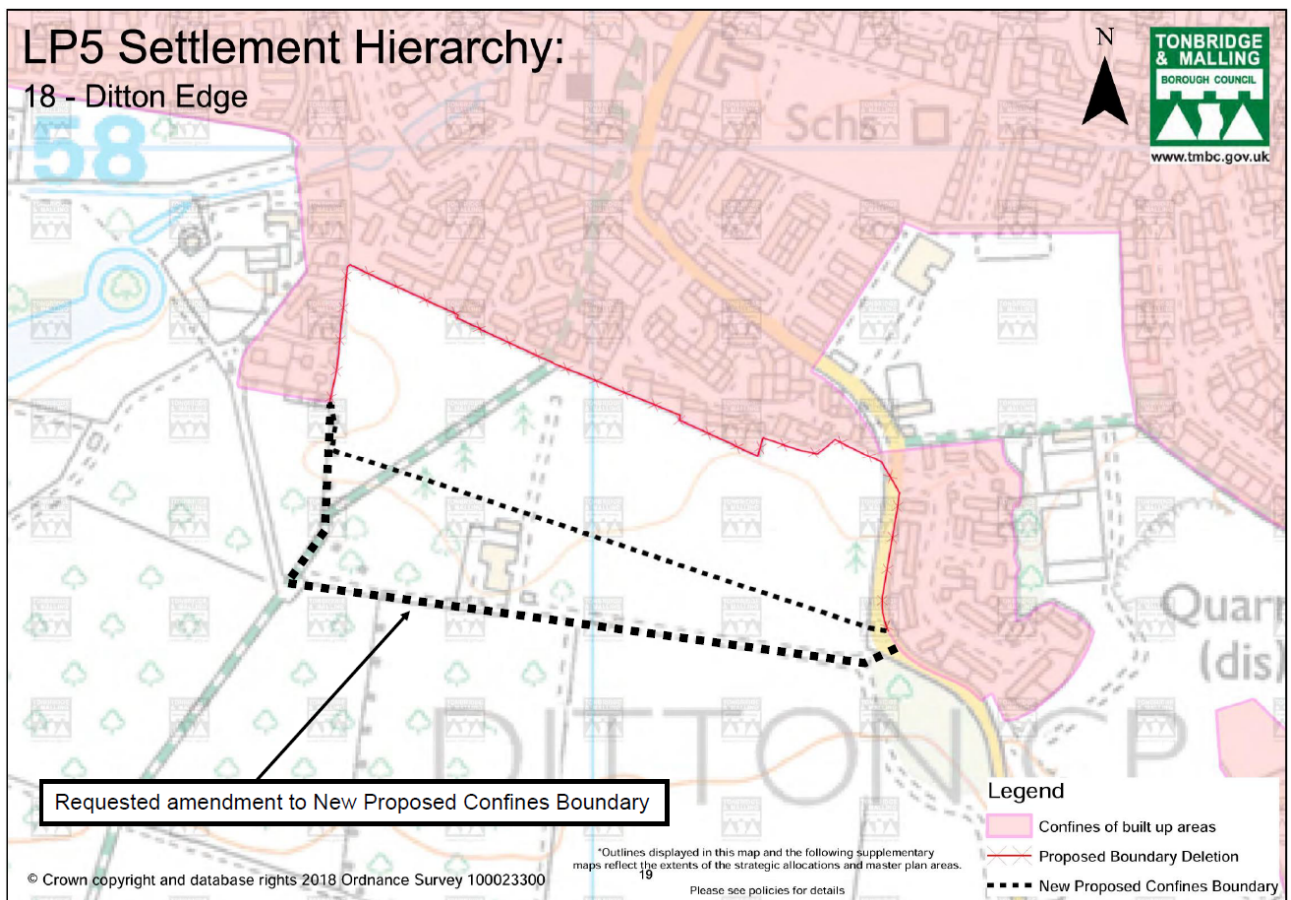 LP5 Settlement Hierarchy:
18 - Ditton Edge
N
TONBRIDGE
& MALLING
BOROUGH COUNCIL
www.tmbc.gov.uk
58
Schs
Quarr
(dis)
DITTON CP
Requested amendment to New Proposed Confines Boundary
Legend
Confines of built up areas
Proposed Boundary Deletion
New Proposed Confines Boundary
"Outlines displayed in this map and the following supplementary
maps reflect the extents of the strategic allocations and master plan areas.
19
Please see policies for details
© Crown copyright and database rights 2018 Ordnance Survey 100023300